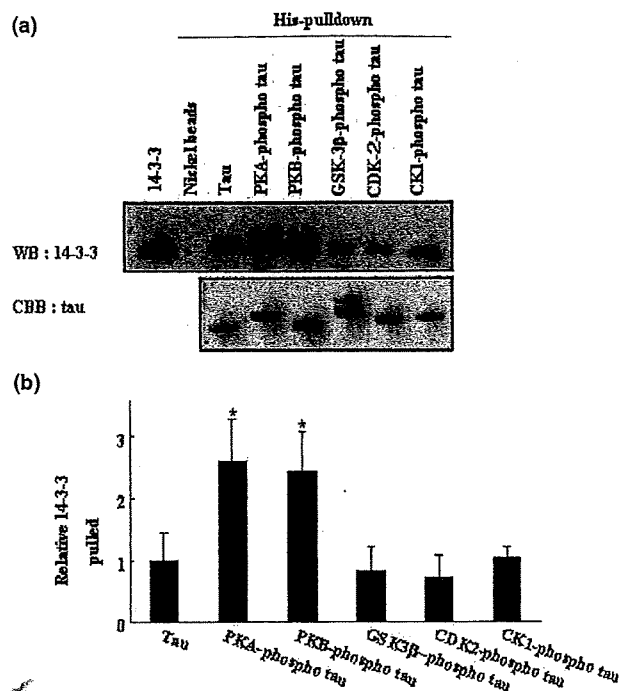 (a)
His-pulldown
14-3-3
Nickel beads
Tau
PKA-phospho tau
PKB-phospho tau
GSK-3β-phospho tau
CDK-2-phospho tau
CK1-phospho tau
WB : 14-3-3
CBB : tau
(b)
Relative 14-3-3
pulled
3
2
1
0
*
*
Tau
PKA-phospho tau
PKB-phospho tau
GSK3β-phospho tau
CDK2-phospho tau
CK1-phospho tau